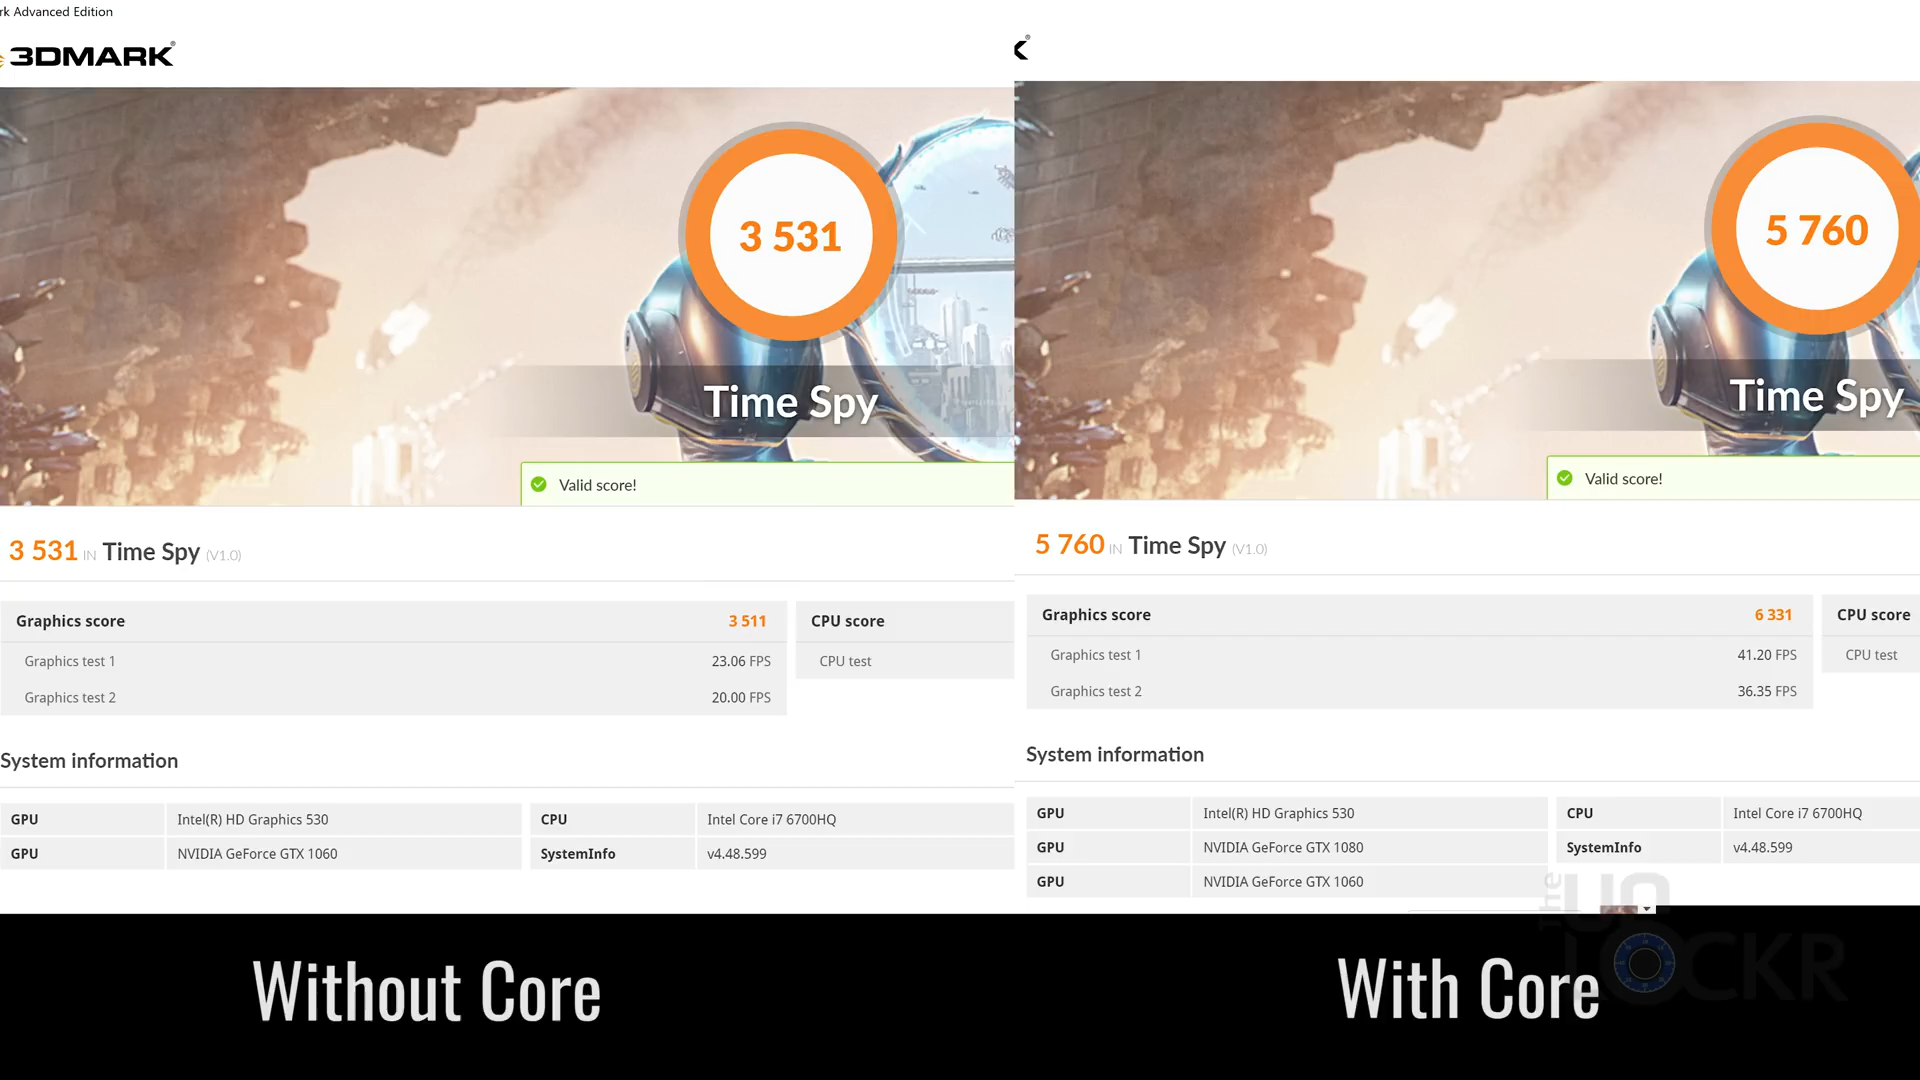 rk Advanced Edition
3DMARK®
3 531
Time Spy
Valid score!
3 531 IN Time Spy (V1.0)
Graphics score 3 511
Graphics test 1 23.06 FPS
Graphics test 2 20.00 FPS
CPU score
CPU test
System information
GPU Intel(R) HD Graphics 530
GPU NVIDIA GeForce GTX 1060
CPU Intel Core i7 6700HQ
SystemInfo v4.48.599
Without Core
K®
5 760
Time Spy
Valid score!
5 760 IN Time Spy (V1.0)
Graphics score 6 331
Graphics test 1 41.20 FPS
Graphics test 2 36.35 FPS
CPU score
CPU test
System information
GPU Intel(R) HD Graphics 530
GPU NVIDIA GeForce GTX 1080
GPU NVIDIA GeForce GTX 1060
CPU Intel Core i7 6700HQ
SystemInfo v4.48.599
With Core
The
UN
LOCKR